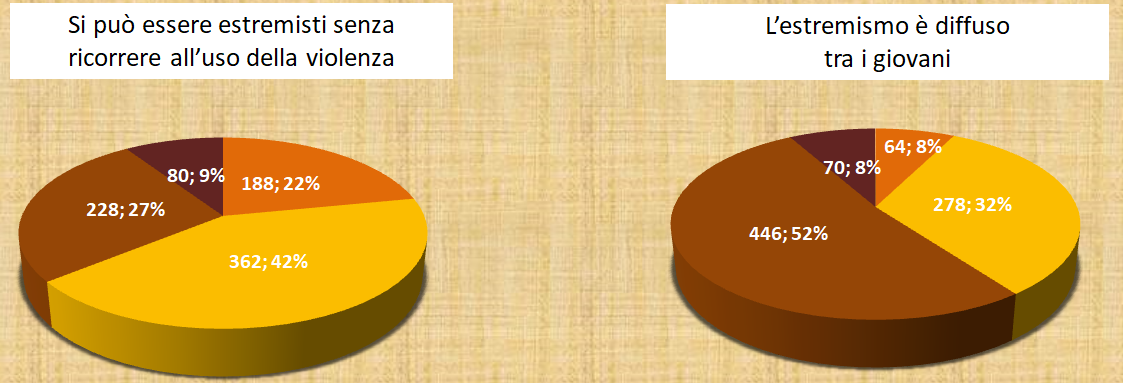 Si può essere estremisti senza
ricorrere all’uso della violenza
80; 9%
188; 22%
228; 27%
362; 42%
L’estremismo è diffuso
tra i giovani
64; 8%
70; 8%
278; 32%
446; 52%